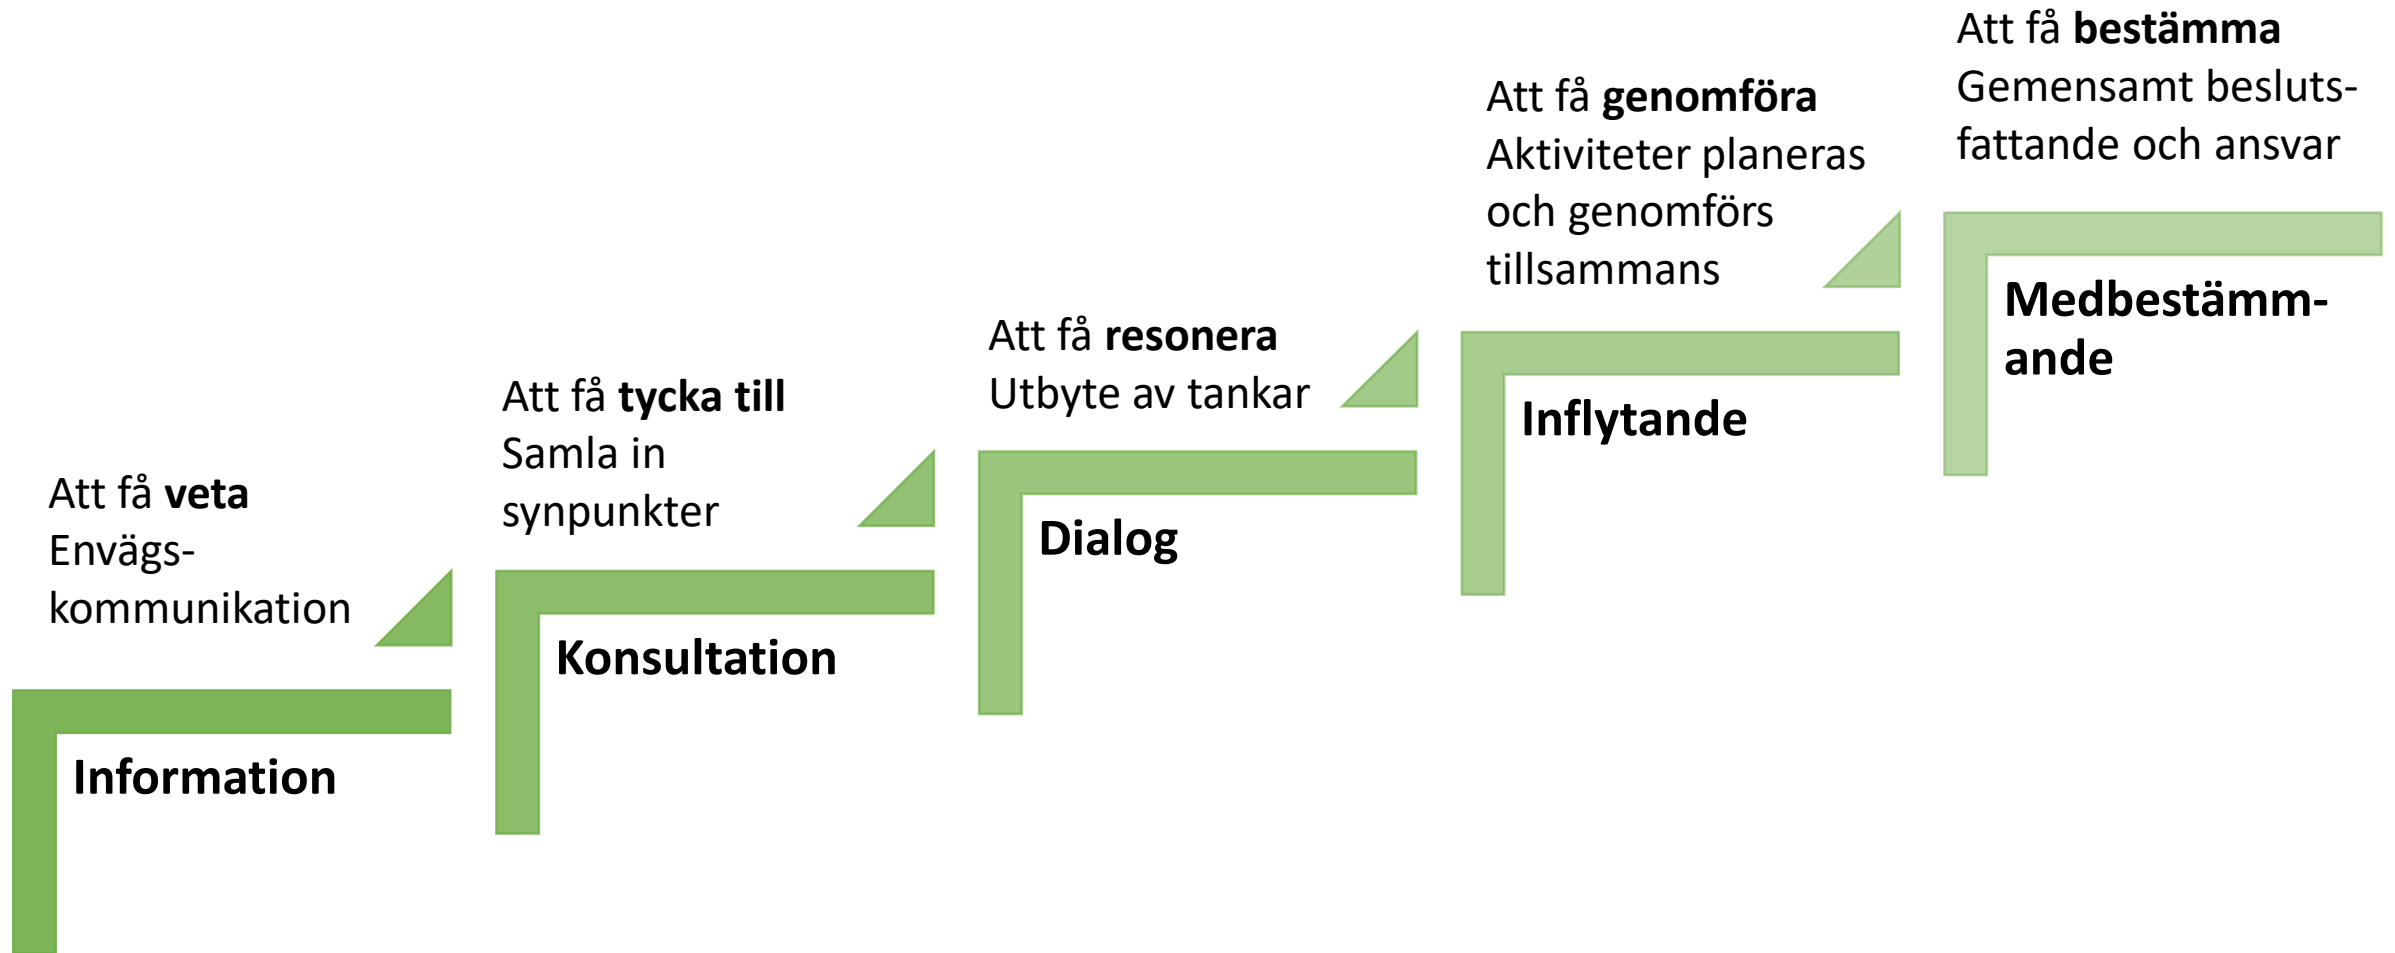 Att få veta
Envägs-
kommunikation
Information
Att få tycka till
Samla in
synpunkter
Konsultation
Att få resonera
Utbyte av tankar
Dialog
Att få genomföra
Aktiviteter planeras
och genomförs
tillsammans
Inflytande
Att få bestämma
Gemensamt besluts-
fattande och ansvar
Medbestämm-
ande